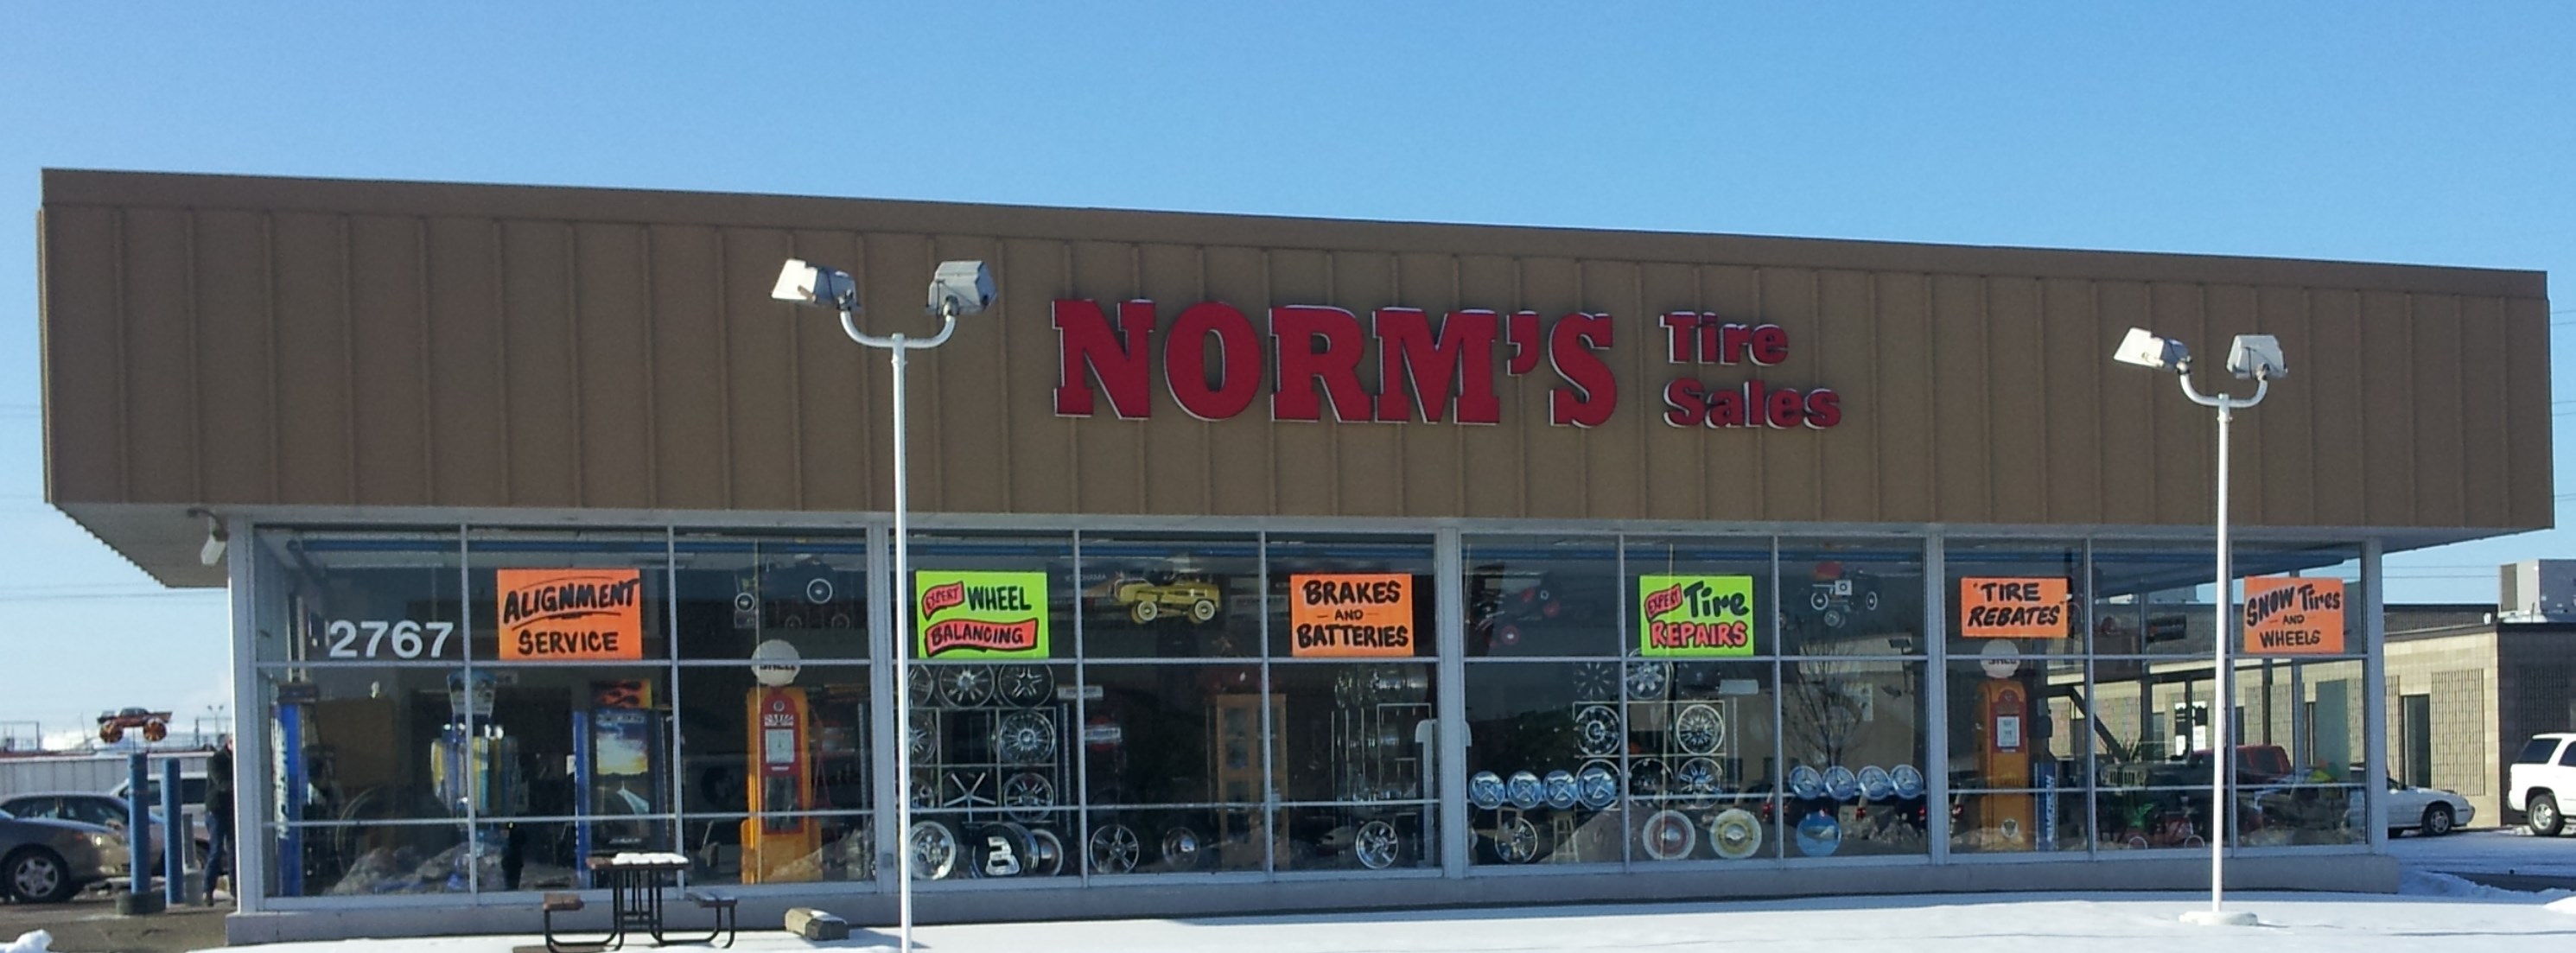 NORM'S Tire
Sales
2767
ALIGNMENT
SERVICE
EXPERT WHEEL
BALANCING
BRAKES
AND
BATTERIES
EXPERT Tire
REPAIRS
"TIRE
REBATES"
SNOW Tires
AND
WHEELS